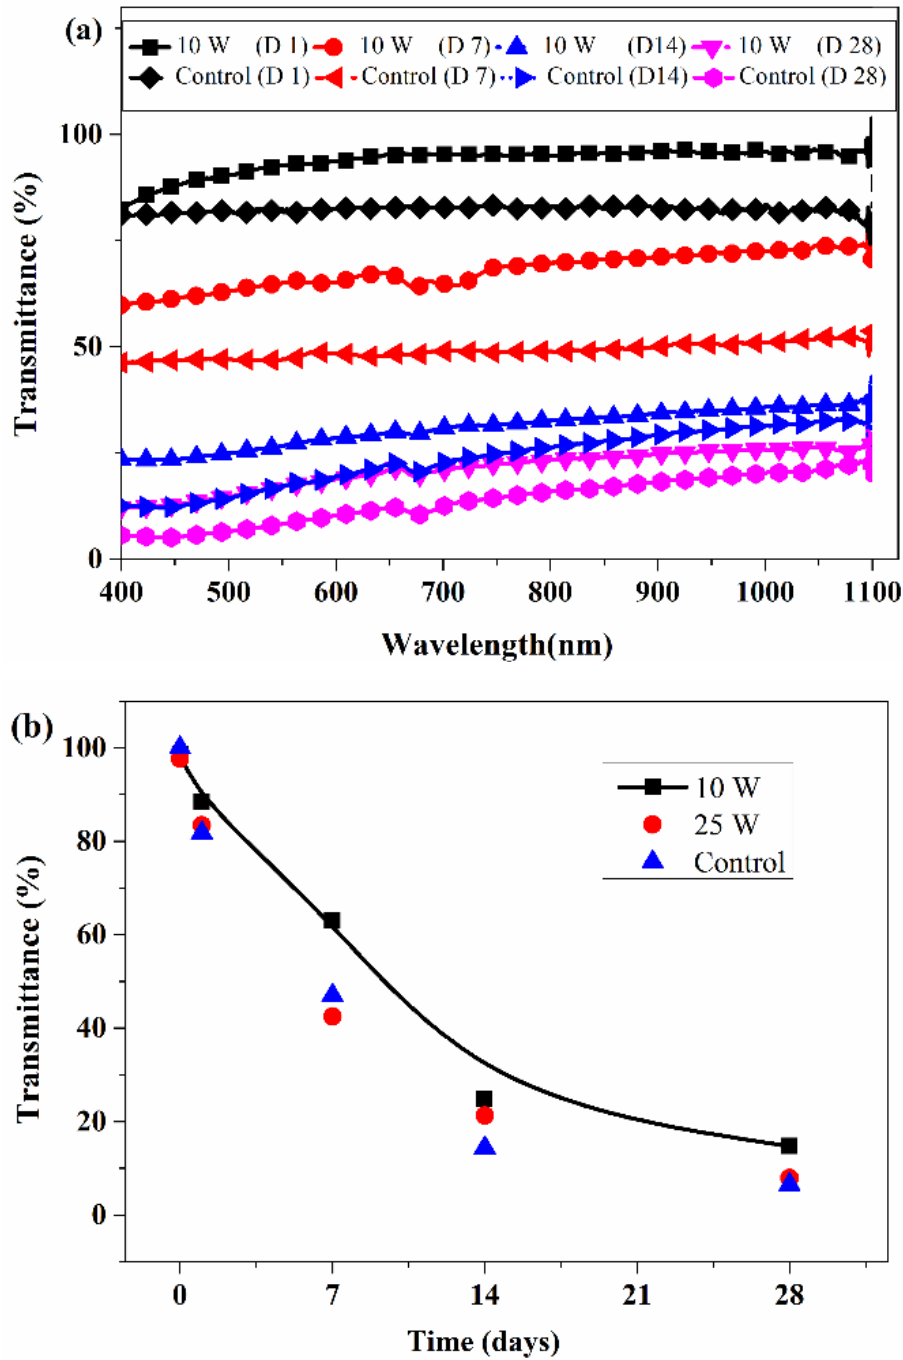 (a)
10 W (D 1) 10 W (D 7) 10 W (D14) 10 W (D 28)
Control (D 1) Control (D 7) Control (D14) Control (D 28)
100
50
0
Transmittance (%)
400 500 600 700 800 900 1000 1100
Wavelength(nm)
(b)
100
80
60
40
20
0
Transmittance (%)
10 W
25 W
Control
0 7 14 21 28
Time (days)